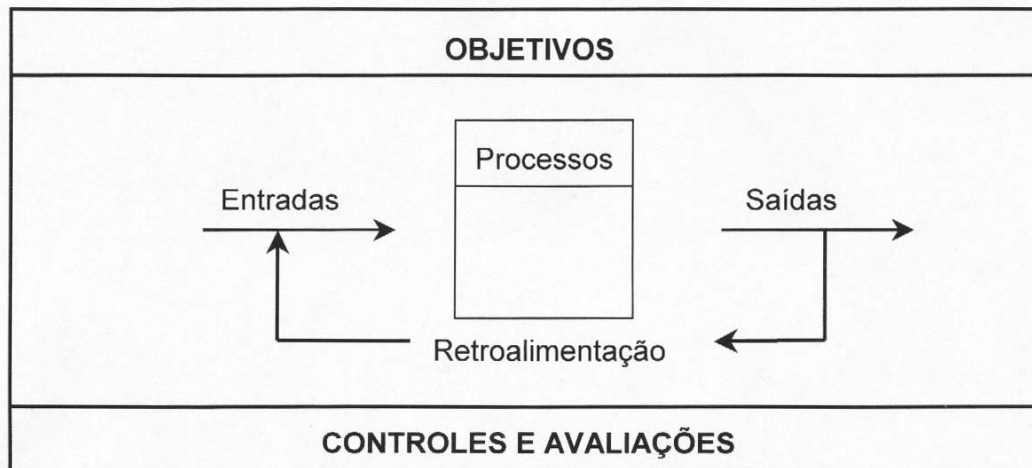 OBJETIVOS
Processos
Entradas
Saídas
Retroalimentação
CONTROLES E AVALIAÇÕES